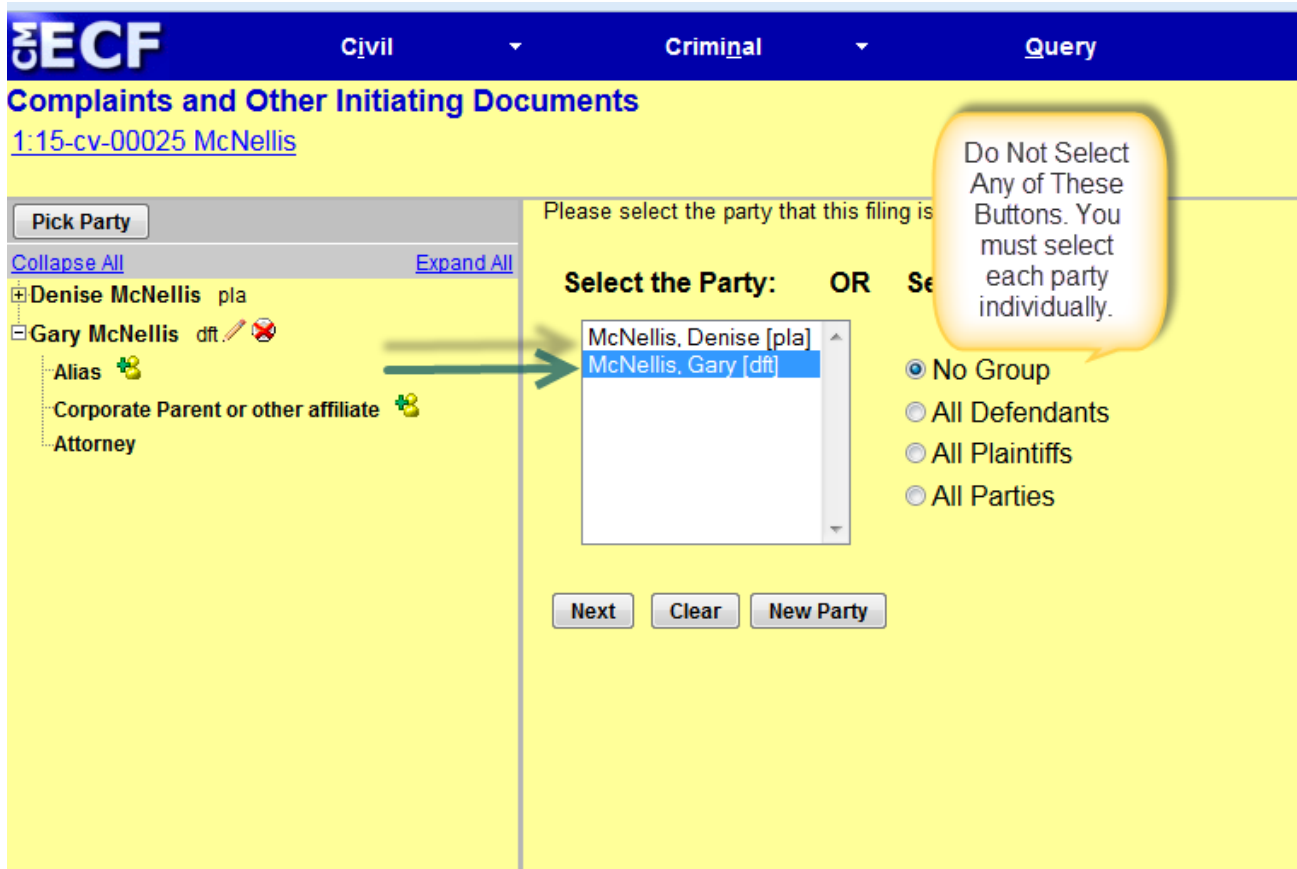 CM ECF Civil Criminal Query
Complaints and Other Initiating Documents
1:15-cv-00025 McNellis
Pick Party
Collapse All Expand All
Denise McNellis pla
Gary McNellis dft
Alias
Corporate Parent or other affiliate
Attorney
Please select the party that this filing is
Select the Party: OR Se
McNellis, Denise [pla]
McNellis, Gary [dft]
Do Not Select
Any of These
Buttons. You
must select
each party
individually.
No Group
All Defendants
All Plaintiffs
All Parties
Next Clear New Party